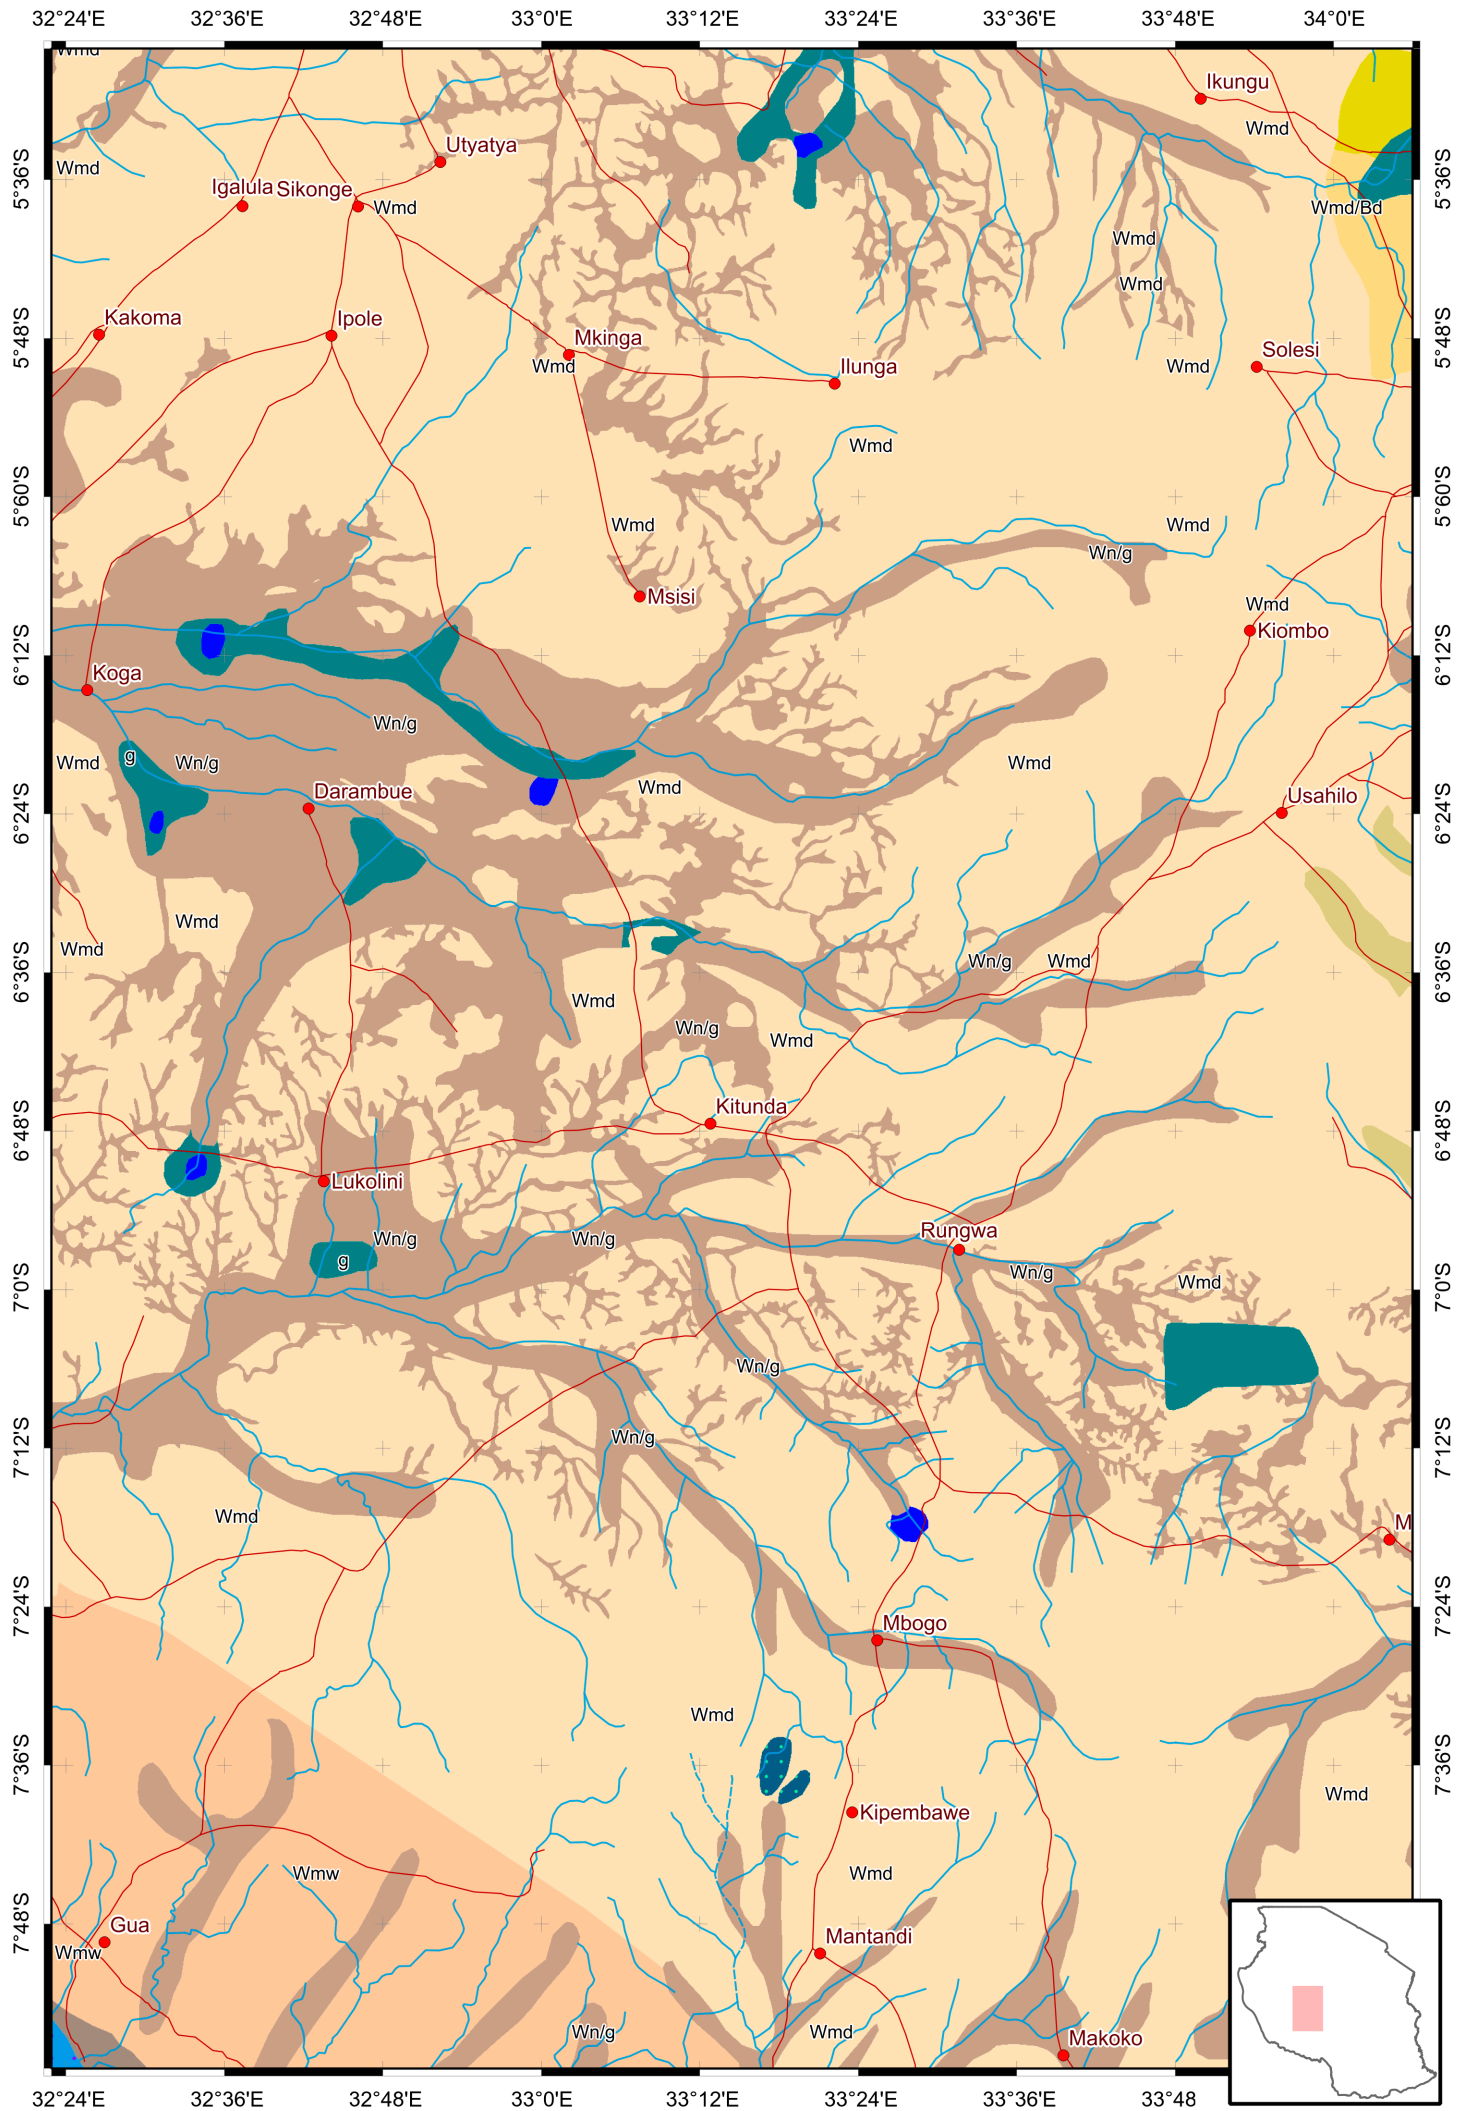 32°24'E 32°36'E 32°48'E 33°0'E 33°12'E 33°24'E 33°36'E 33°48'E 34°0'E
Wmd
Ikungu
Wmd
Utyatya
5°36'S Wmd 5°36'S
Igalula Sikonge
Wmd Wmd/Bd
Wmd
Wmd
Kakoma Ipole
5°48'S Mkinga 5°48'S
Solesi
Wmd Ilunga Wmd
Wmd
5°60'S 5°60'S
Wmd Wmd
Wn/g
Msisi Wmd
Kiombo
6°12'S 6°12'S
Koga
Wn/g
g
Wmd Wn/g Wmd
Darambue Wmd Usahilo
6°24'S 6°24'S
Wmd
Wmd
Wn/g Wmd
6°36'S 6°36'S
Wmd
Wn/g
Wmd
Kitunda
6°48'S 6°48'S
Lukolini
Rungwa
Wn/g Wn/g
g
Wn/g
7°0'S Wmd 7°0'S
Wn/g
Wn/g
7°12'S 7°12'S
Wmd
M
7°24'S 7°24'S
Mbogo
Wmd
7°36'S 7°36'S
Wmd
Kipembawe
Wmw Wmd
7°48'S Gua
Mantandi
Wmw
Wn/g Wmd
Makoko
32°24'E 32°36'E 32°48'E 33°0'E 33°12'E 33°24'E 33°36'E 33°48